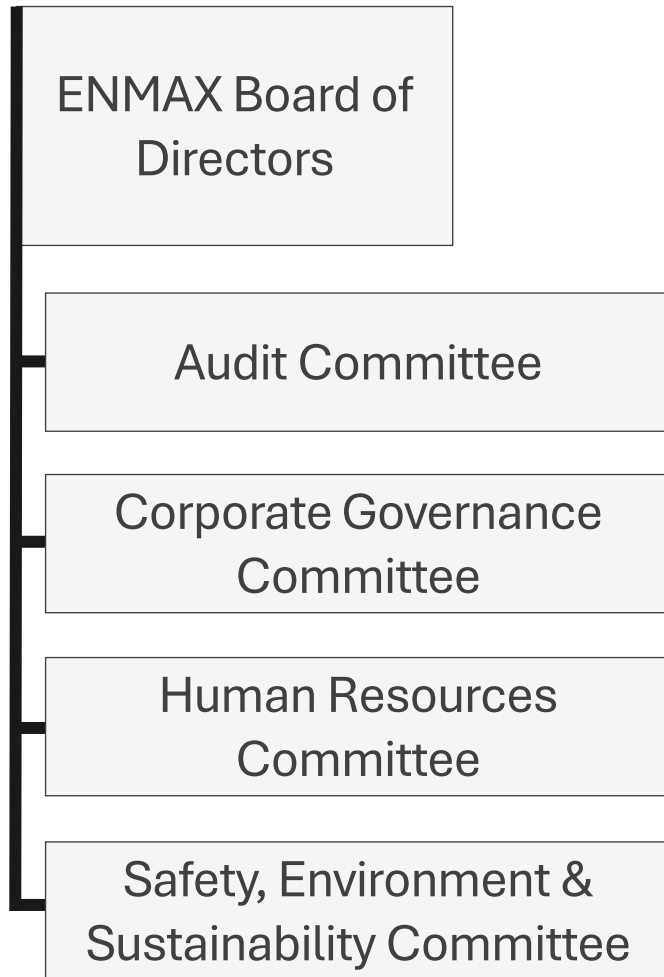 ENMAX Board of
Directors
Audit Committee
Corporate Governance
Committee
Human Resources
Committee
Safety, Environment &
Sustainability Committee